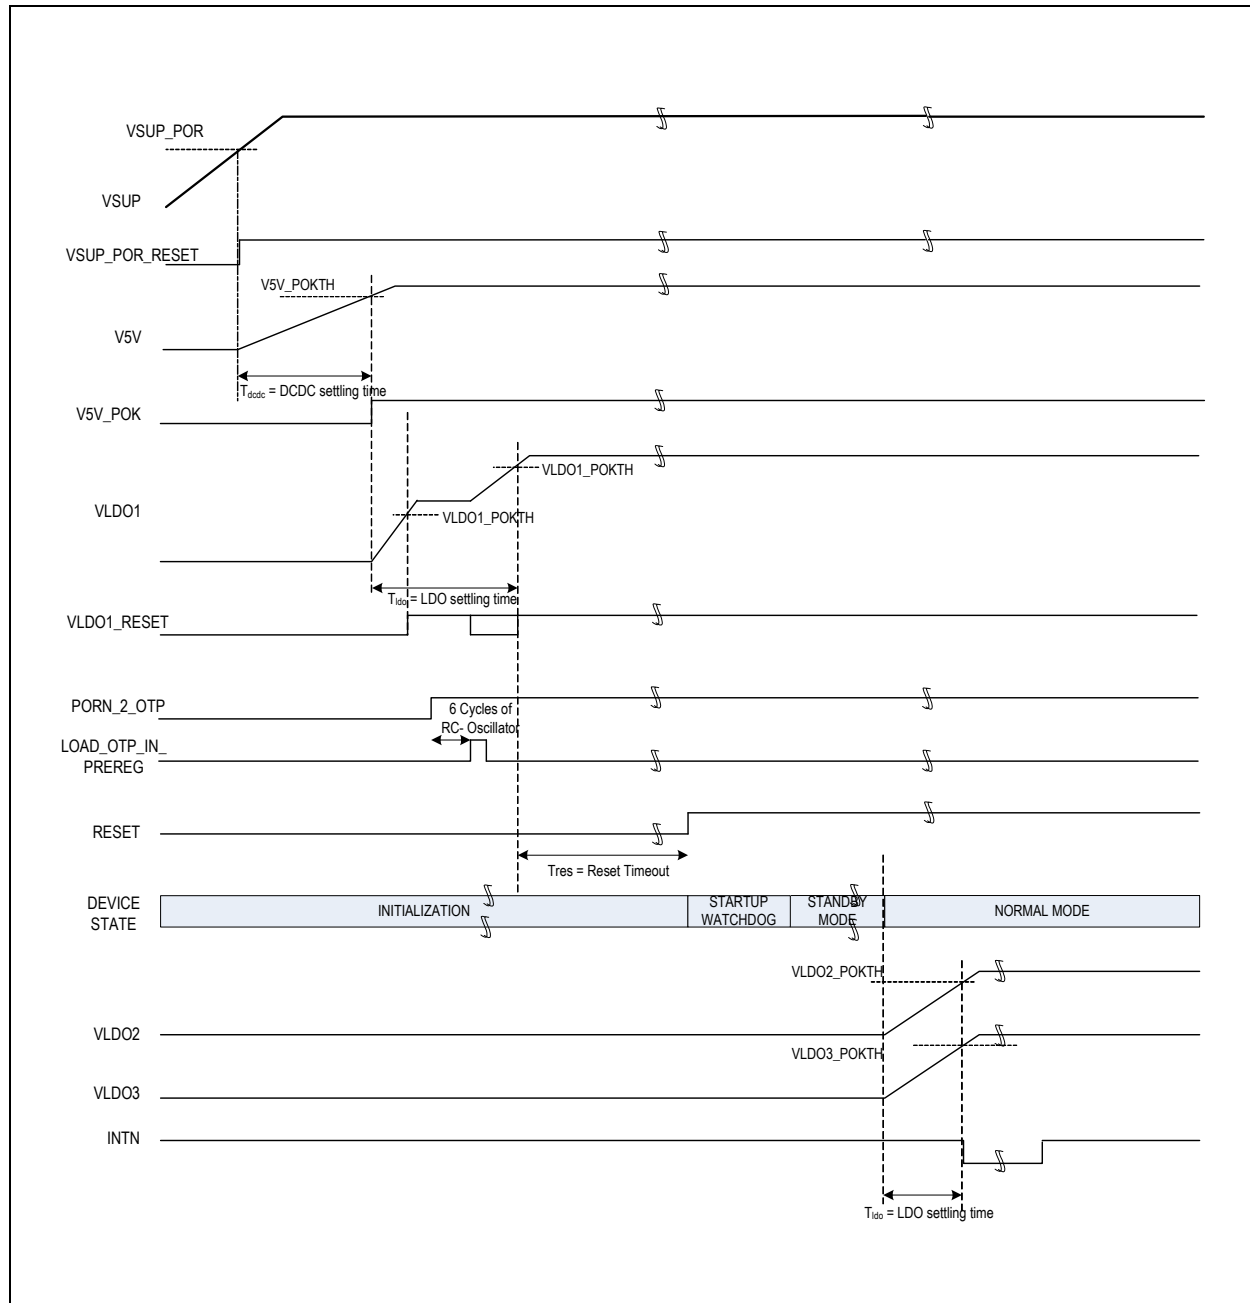 VSUP_POR
VSUP
VSUP_POR_RESET
V5V_POKTH
V5V
Tdcdc = DCDC settling time
V5V_POK
VLDO1_POKTH
VLDO1
VLDO1_POKTH
Tldo = LDO settling time
VLDO1_RESET
PORN_2_OTP
6 Cycles of
RC- Oscillator
LOAD_OTP_IN_
PREREG
RESET
Tres = Reset Timeout
DEVICE
STATE
INITIALIZATION
STARTUP
WATCHDOG
STANDBY
MODE
NORMAL MODE
VLDO2_POKTH
VLDO2
VLDO3_POKTH
VLDO3
INTN
Tldo = LDO settling time